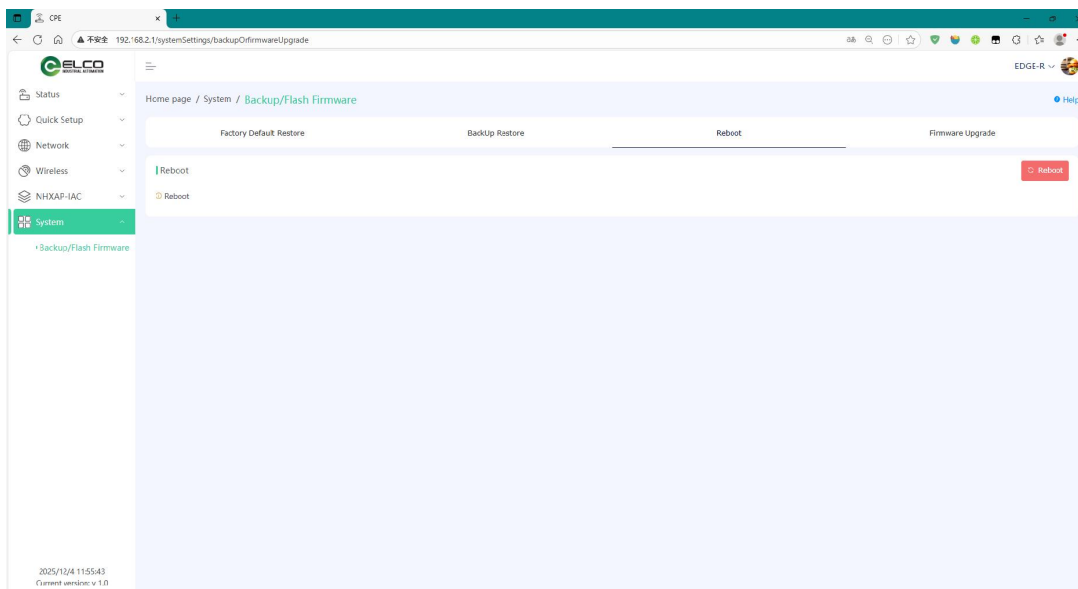 CPE
不安全 192.168.2.1/systemSettings/backupOrfirmwareUpgrade
ELCO
INDUSTRIAL AUTOMATION
EDGE-R
Status
Quick Setup
Network
Wireless
NHXAP-IAC
System
Backup/Flash Firmware
Home page / System / Backup/Flash Firmware
Help
Factory Default Restore
BackUp Restore
Reboot
Firmware Upgrade
Reboot
Reboot
Reboot
2025/12/4 11:55:43
Current version: v 1.0